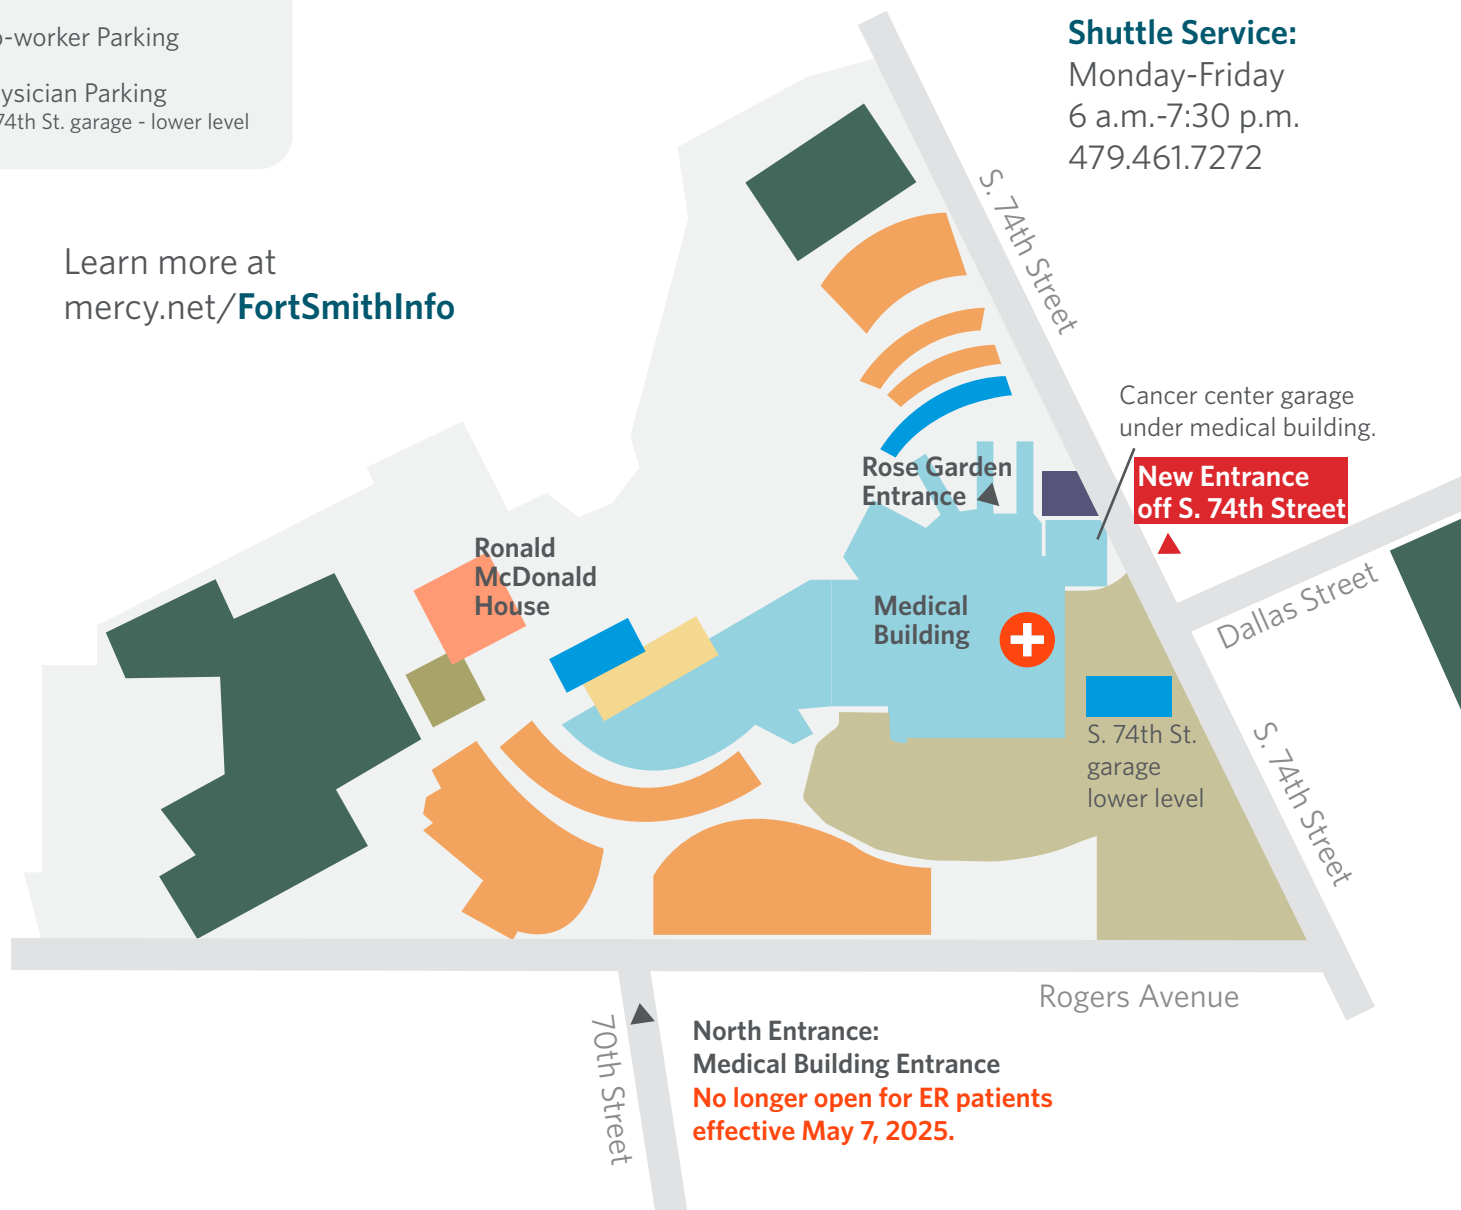 o-worker Parking
ysician Parking
74th St. garage - lower level
Shuttle Service:
Monday-Friday
6 a.m.-7:30 p.m.
479.461.7272
Learn more at
mercy.net/FortSmithInfo
S. 74th Street
Cancer center garage
under medical building.
Rose Garden
Entrance
New Entrance
off S. 74th Street
Ronald
McDonald
House
Medical
Building
Dallas Street
S. 74th St.
garage
lower level
S. 74th Street
Rogers Avenue
70th Street
North Entrance:
Medical Building Entrance
No longer open for ER patients
effective May 7, 2025.